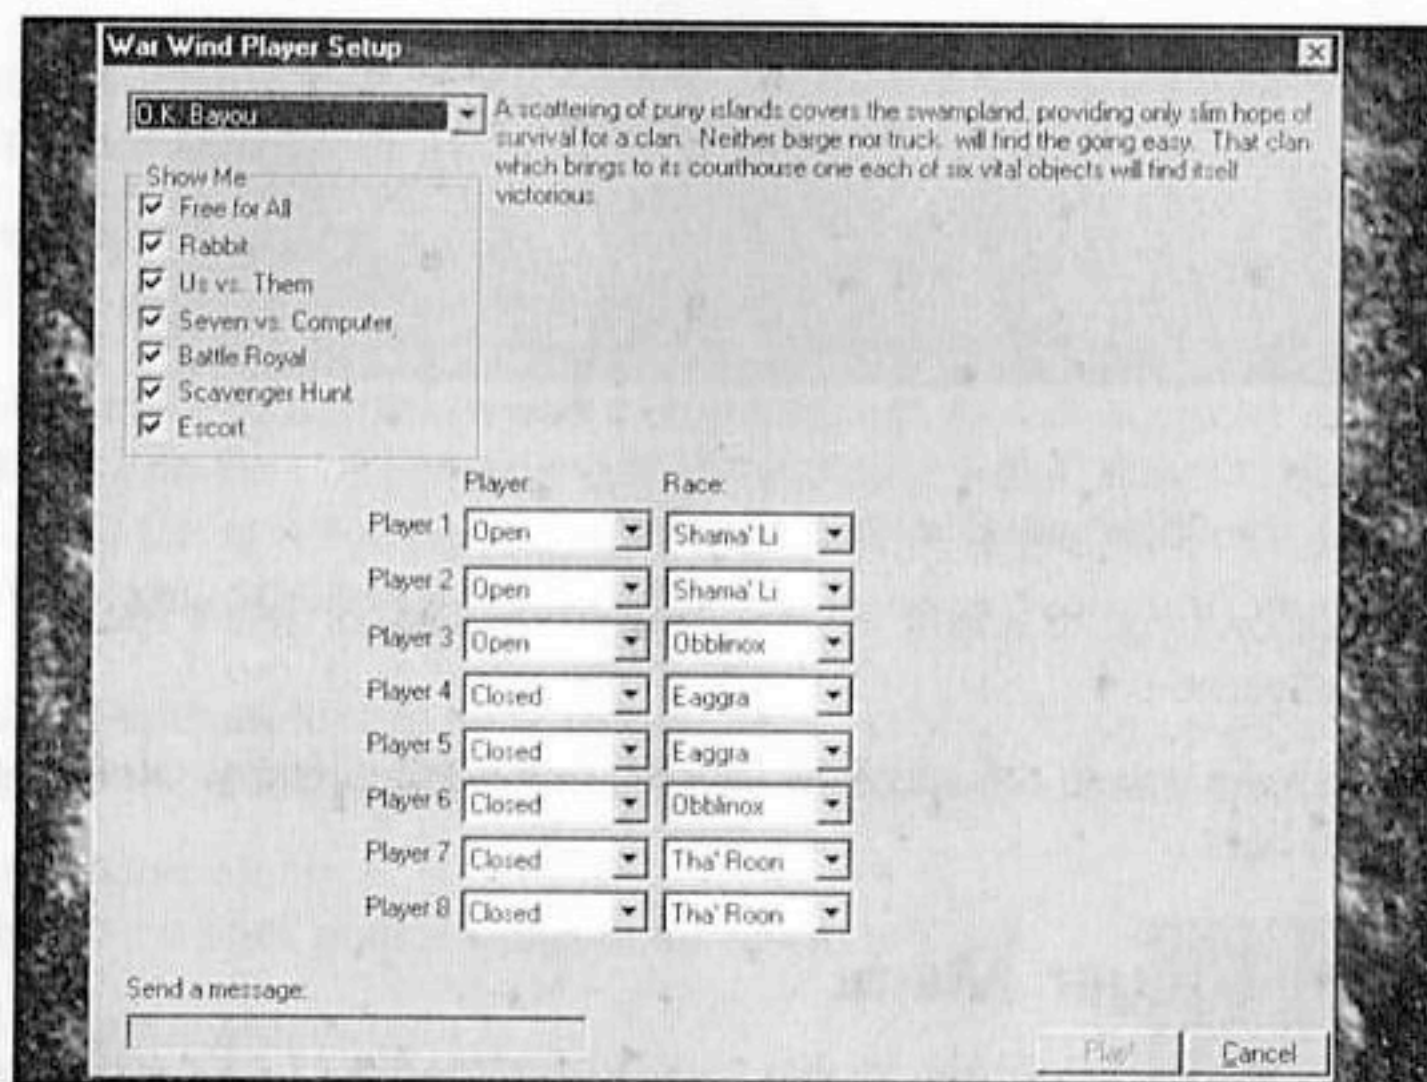 War Wind Player Setup
O.K. Bayou
A scattering of puny islands covers the swampland, providing only slim hope of
survival for a clan. Neither barge nor truck, will find the going easy. That clan
which brings to its courthouse one each of six vital objects will find itself
victorious.
Show Me
Free for All
Rabbit
Us vs. Them
Seven vs. Computer
Battle Royal
Scavenger Hunt
Escort
Player: Race:
Player 1 Open Shama' Li
Player 2 Open Shama' Li
Player 3 Open Obblinox
Player 4 Closed Eaggra
Player 5 Closed Eaggra
Player 6 Closed Obblinox
Player 7 Closed Tha' Roon
Player 8 Closed Tha' Roon
Send a message:
Play! Cancel